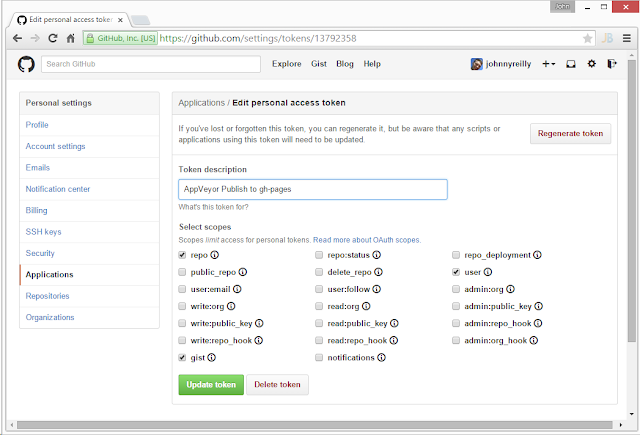 Edit personal access toke
John
GitHub, Inc. [US] https://github.com/settings/tokens/13792358
Search GitHub
Explore Gist Blog Help
johnnyreilly
Personal settings
Profile
Account settings
Emails
Notification center
Billing
SSH keys
Security
Applications
Repositories
Organizations
Applications / Edit personal access token
If you've lost or forgotten this token, you can regenerate it, but be aware that any scripts or
applications using this token will need to be updated.
Regenerate token
Token description
AppVeyor Publish to gh-pages
What's this token for?
Select scopes
Scopes limit access for personal tokens. Read more about OAuth scopes.
repo repo:status repo_deployment
public_repo delete_repo user
user:email user:follow admin:org
write:org read:org admin:public_key
write:public_key read:public_key admin:repo_hook
write:repo_hook read:repo_hook admin:org_hook
gist notifications
Update token Delete token